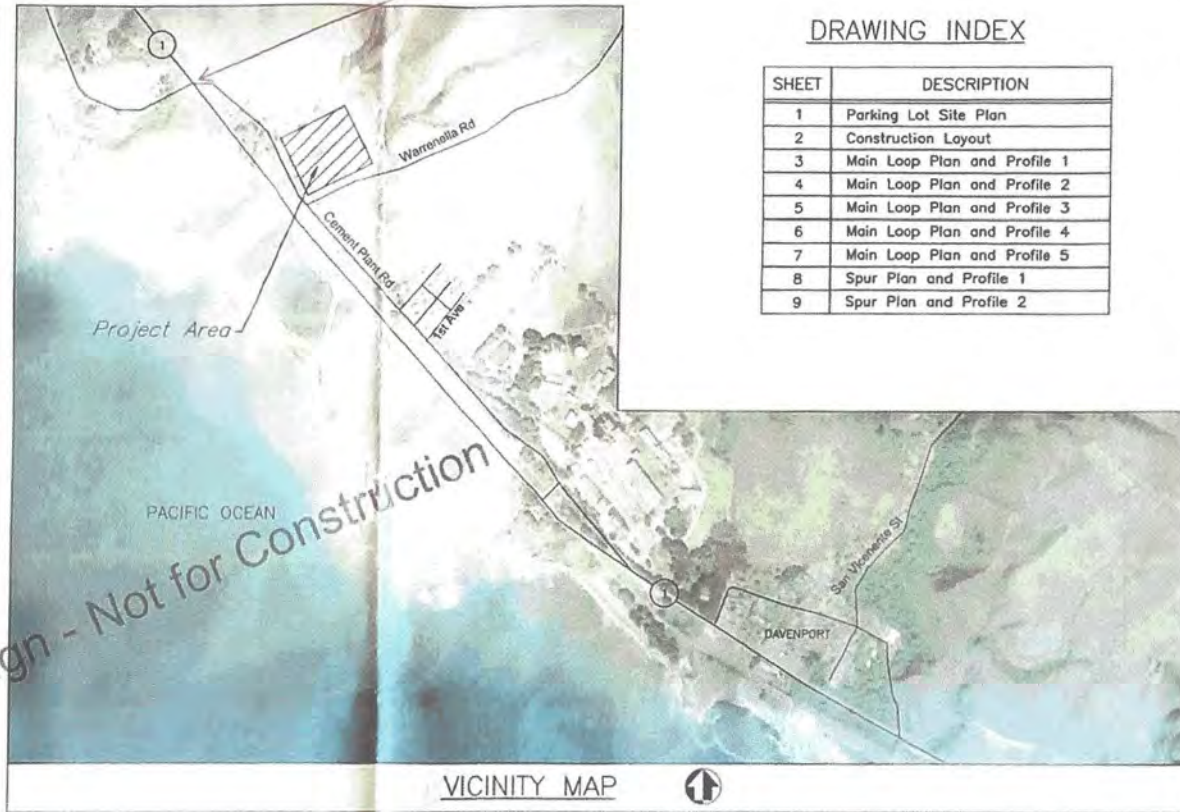 DRAWING INDEX
SHEET DESCRIPTION
1 Parking Lot Site Plan
2 Construction Layout
3 Main Loop Plan and Profile 1
4 Main Loop Plan and Profile 2
5 Main Loop Plan and Profile 3
6 Main Loop Plan and Profile 4
7 Main Loop Plan and Profile 5
8 Spur Plan and Profile 1
9 Spur Plan and Profile 2
1
Warrenella Rd
Cement Plant Rd
Project Area
1st Ave
PACIFIC OCEAN
gn - Not for Construction
San Vicenente St
1
DAVENPORT
VICINITY MAP